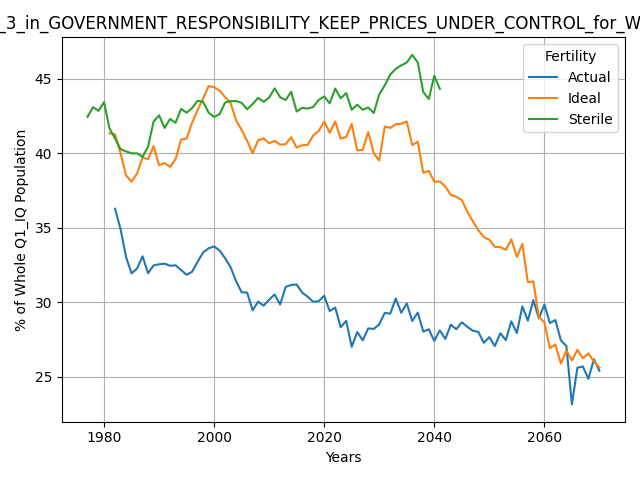 _3_in_GOVERNMENT_RESPONSIBILITY_KEEP_PRICES_UNDER_CONTROL_for_W
Fertility
Actual
Ideal
Sterile
45
40
35
30
25
% of Whole Q1_IQ Population
1980 2000 2020 2040 2060
Years